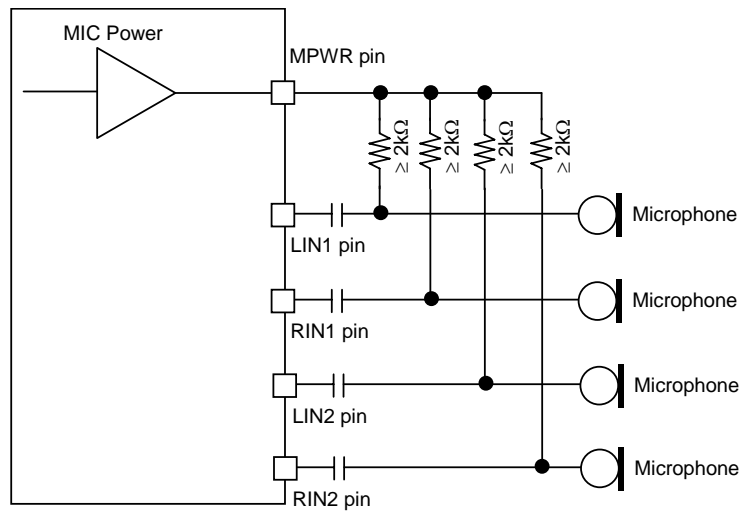 MIC Power
MPWR pin
≥ 2kΩ
≥ 2kΩ
≥ 2kΩ
≥ 2kΩ
Microphone
LIN1 pin
Microphone
RIN1 pin
Microphone
LIN2 pin
Microphone
RIN2 pin